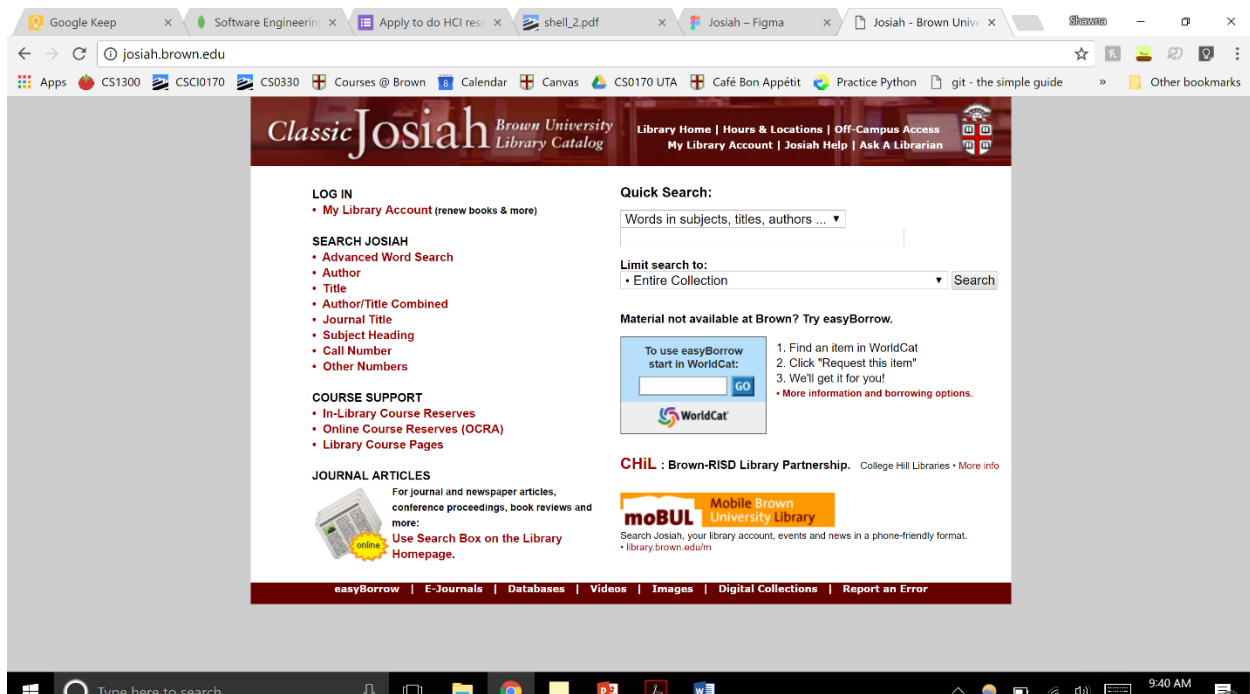 Google Keep
Software Engineerin
Apply to do HCI rese
shell_2.pdf
Josiah – Figma
Josiah - Brown Unive
Shawna
josiah.brown.edu
Apps
CS1300
CSCI0170
CS0330
Courses @ Brown
Calendar
Canvas
CS0170 UTA
Café Bon Appétit
Practice Python
git - the simple guide
»
Other bookmarks
Classic Josiah Brown University Library Catalog
Library Home | Hours & Locations | Off-Campus Access
My Library Account | Josiah Help | Ask A Librarian
LOG IN
• My Library Account (renew books & more)
SEARCH JOSIAH
• Advanced Word Search
• Author
• Title
• Author/Title Combined
• Journal Title
• Subject Heading
• Call Number
• Other Numbers
COURSE SUPPORT
• In-Library Course Reserves
• Online Course Reserves (OCRA)
• Library Course Pages
JOURNAL ARTICLES
online
For journal and newspaper articles,
conference proceedings, book reviews and
more:
Use Search Box on the Library
Homepage.
Quick Search:
Words in subjects, titles, authors ...
Limit search to:
• Entire Collection
Search
Material not available at Brown? Try easyBorrow.
To use easyBorrow
start in WorldCat:
GO
WorldCat
1. Find an item in WorldCat
2. Click "Request this item"
3. We'll get it for you!
• More information and borrowing options.
CHiL : Brown-RISD Library Partnership. College Hill Libraries • More info
moBUL
Mobile Brown
University Library
Search Josiah, your library account, events and news in a phone-friendly format.
• library.brown.edu/m
easyBorrow | E-Journals | Databases | Videos | Images | Digital Collections | Report an Error
Type here to search
9:40 AM